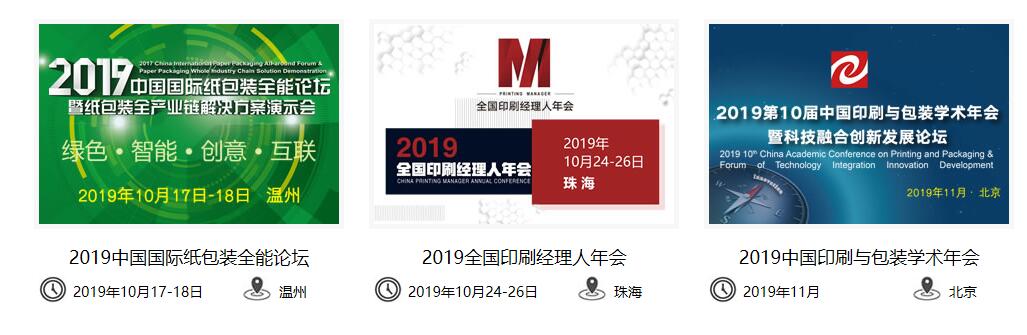 2017 China International Paper Packaging All-around Forum &
Paper Packaging Whole Industry Chain Solution Demonstration
2019中国国际纸包装全能论坛
暨纸包装全产业链解决方案演示会
绿色·智能·创意·互联
2019年10月17日-18日 温州
2019中国国际纸包装全能论坛
2019年10月17-18日 温州
PRINTING MANAGER
全国印刷经理人年会
2019
全国印刷经理人年会
CHINA PRINTING MANAGER ANNUAL CONFERENCE
2019年
10月24-26日
珠海
2019全国印刷经理人年会
2019年10月24-26日 珠海
2019第10届中国印刷与包装学术年会
暨科技融合创新发展论坛
2019 10th China Academic Conference on Printing and Packaging &
Forum of Technology Integration Innovation Development
Innovation
2019年11月·北京
2019中国印刷与包装学术年会
2019年11月 北京